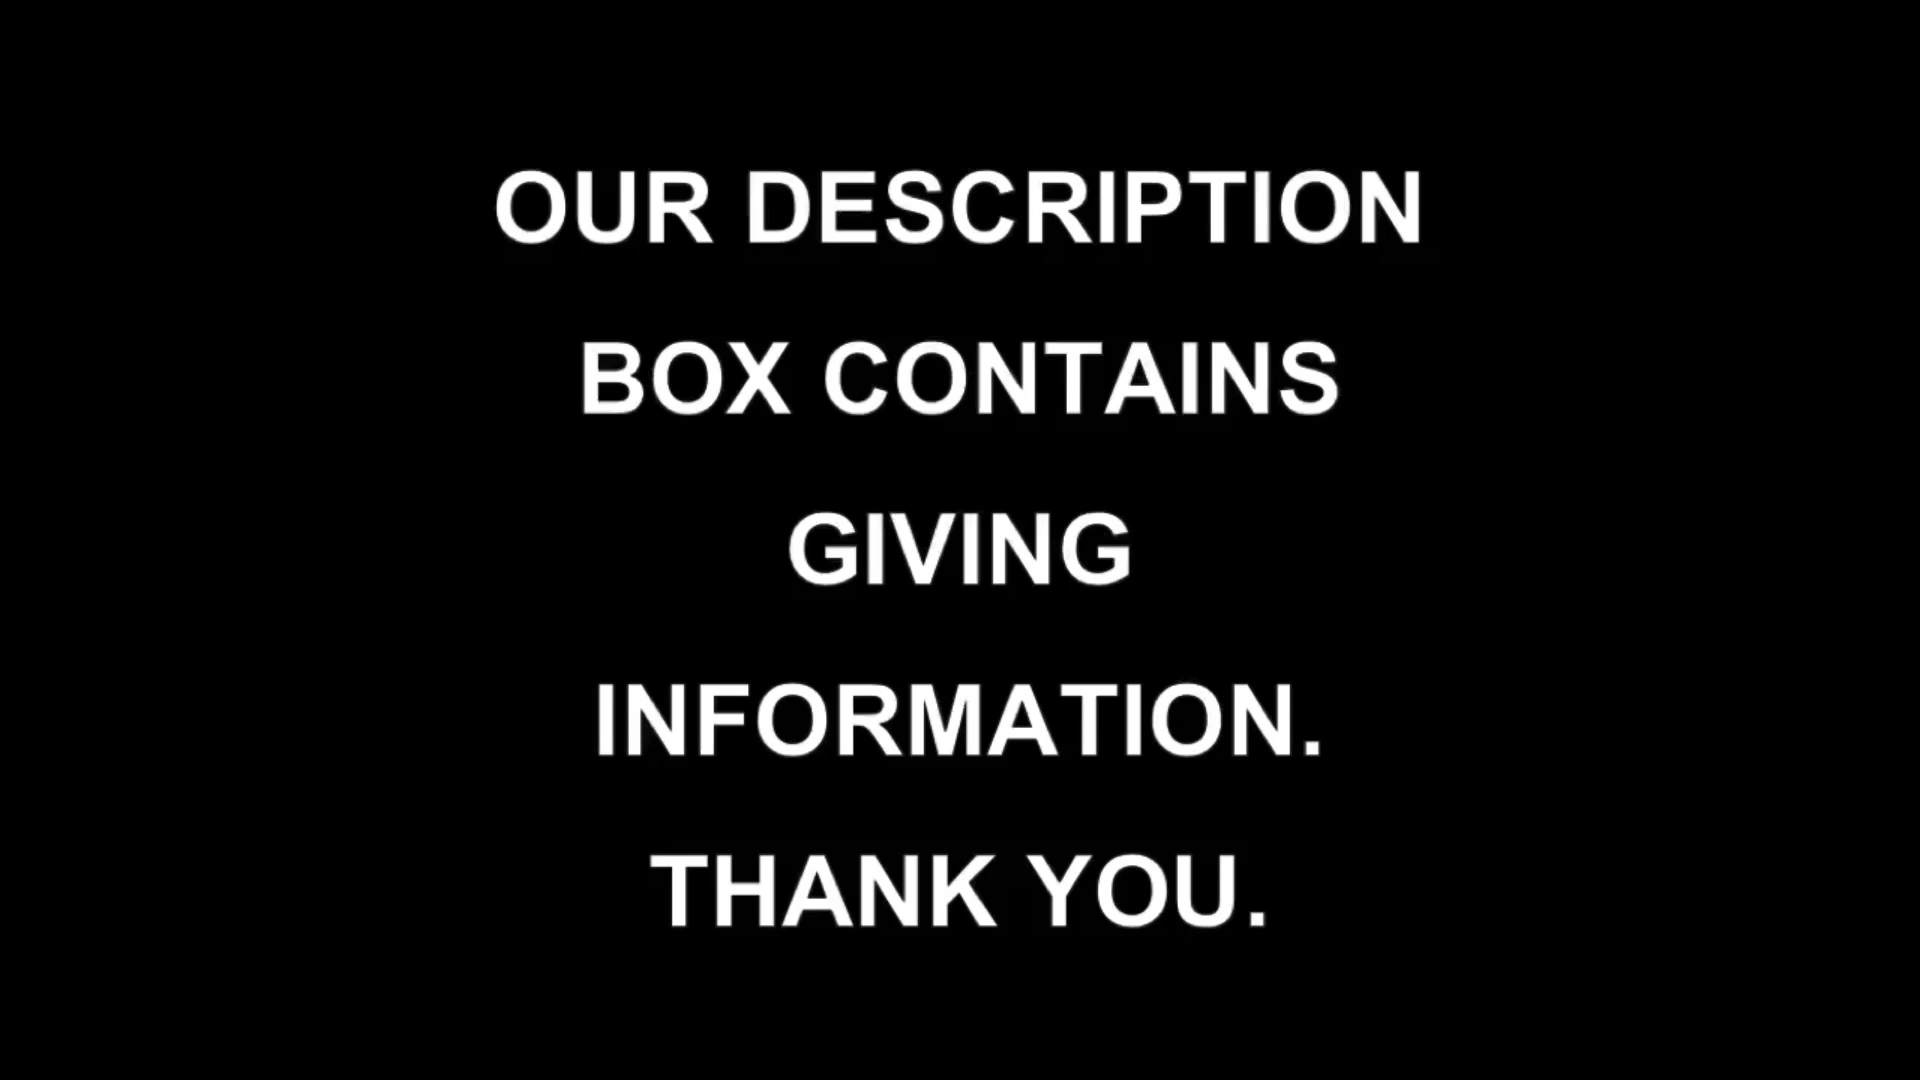 OUR DESCRIPTION
BOX CONTAINS
GIVING
INFORMATION.
THANK YOU.